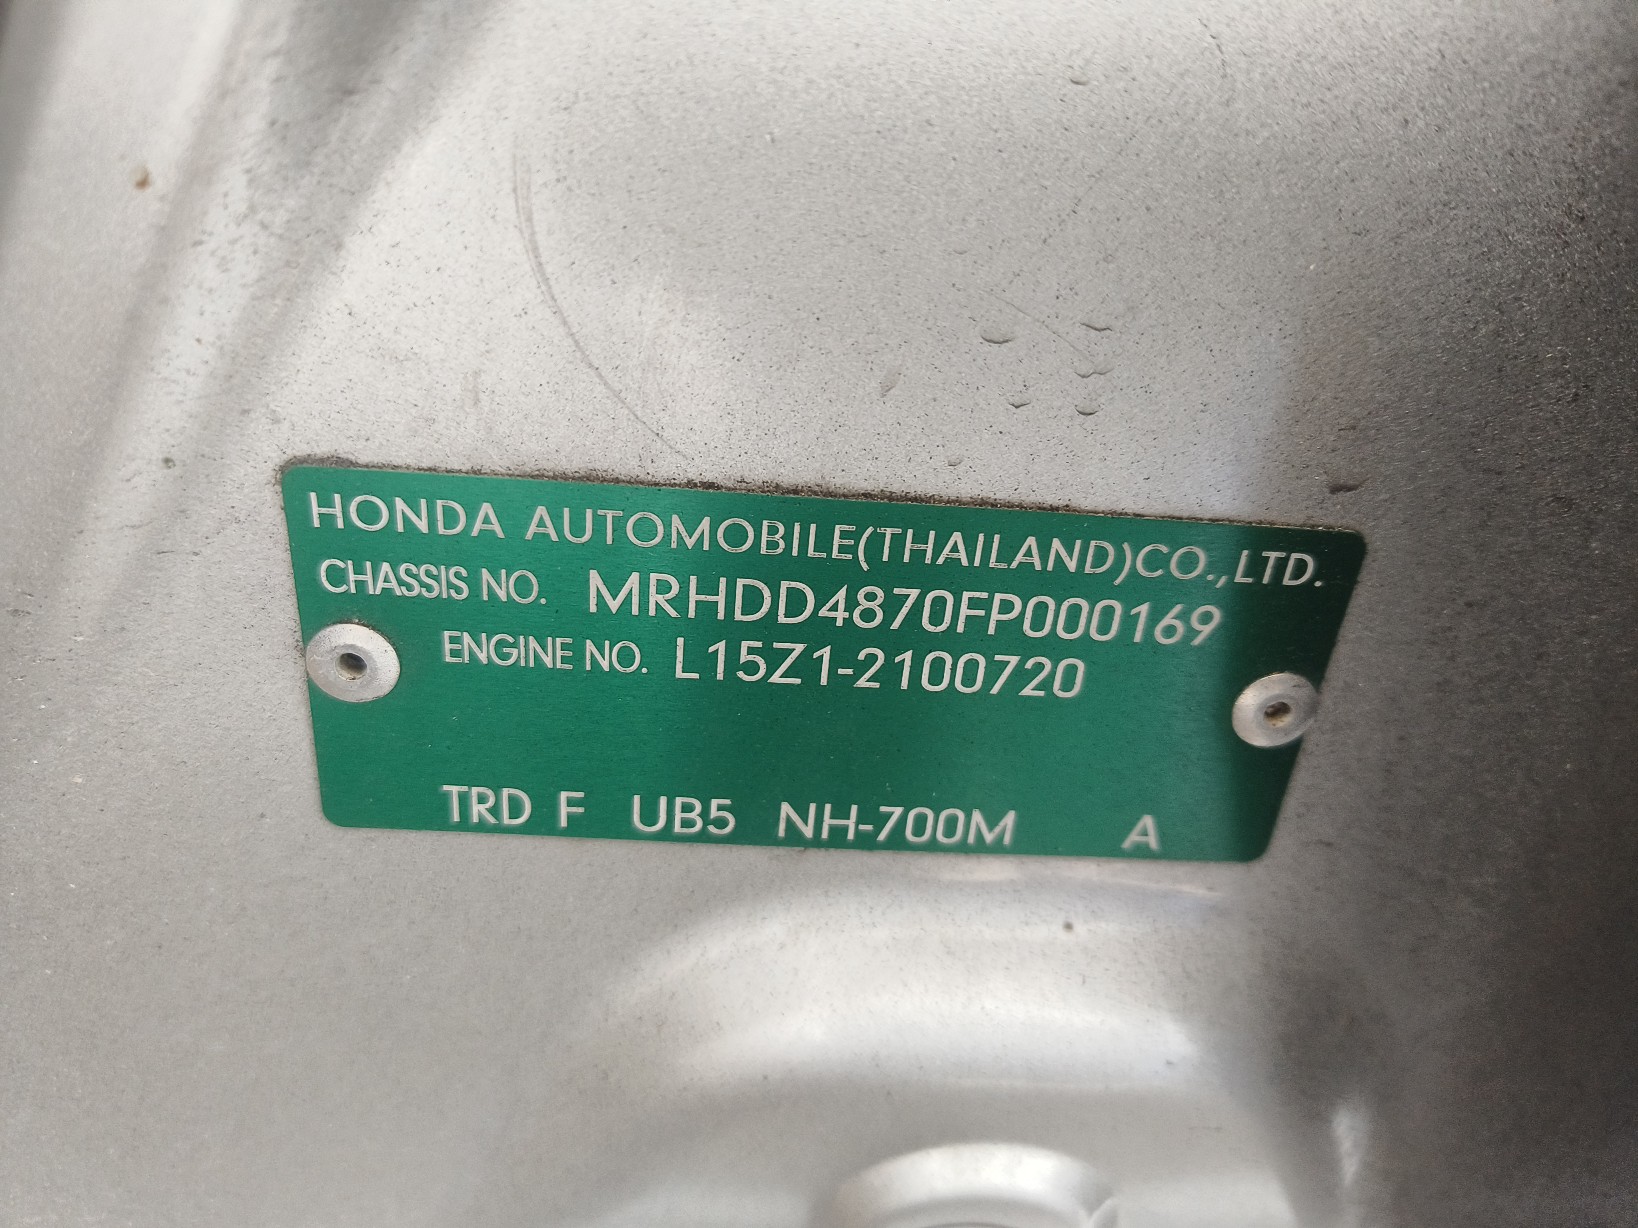 HONDA AUTOMOBILE(THAILAND)CO.,LTD.
CHASSIS NO. MRHDD4870FP000169
ENGINE NO. L15Z1-2100720
TRD F UB5 NH-700M A